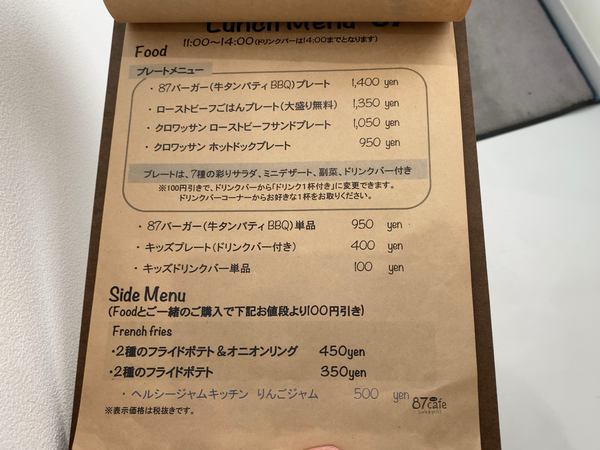 Lunch Menu 87
11:00〜14:00(ドリンクバーは14:00までとなります)
Food
プレートメニュー
・87バーガー(牛タンパティBBQ)プレート 1,400 yen
・ローストビーフごはんプレート(大盛り無料) 1,350 yen
・クロワッサン ローストビーフサンドプレート 1,050 yen
・クロワッサン ホットドックプレート 950 yen
プレートは、7種の彩りサラダ、ミニデザート、副菜、ドリンクバー付き
※100円引きで、ドリンクバーから「ドリンク1杯付き」に変更できます。
ドリンクバーコーナーからお好きな1杯をお取りください。
・87バーガー(牛タンパティBBQ)単品 950 yen
・キッズプレート(ドリンクバー付き) 400 yen
・キッズドリンクバー単品 100 yen
Side Menu
(Foodとご一緒のご購入で下記お値段より100円引き)
French fries
・2種のフライドポテト&オニオンリング 450yen
・2種のフライドポテト 350yen
・ヘルシージャムキッチン りんごジャム 500 yen
※表示価格は税抜きです。
87cafe